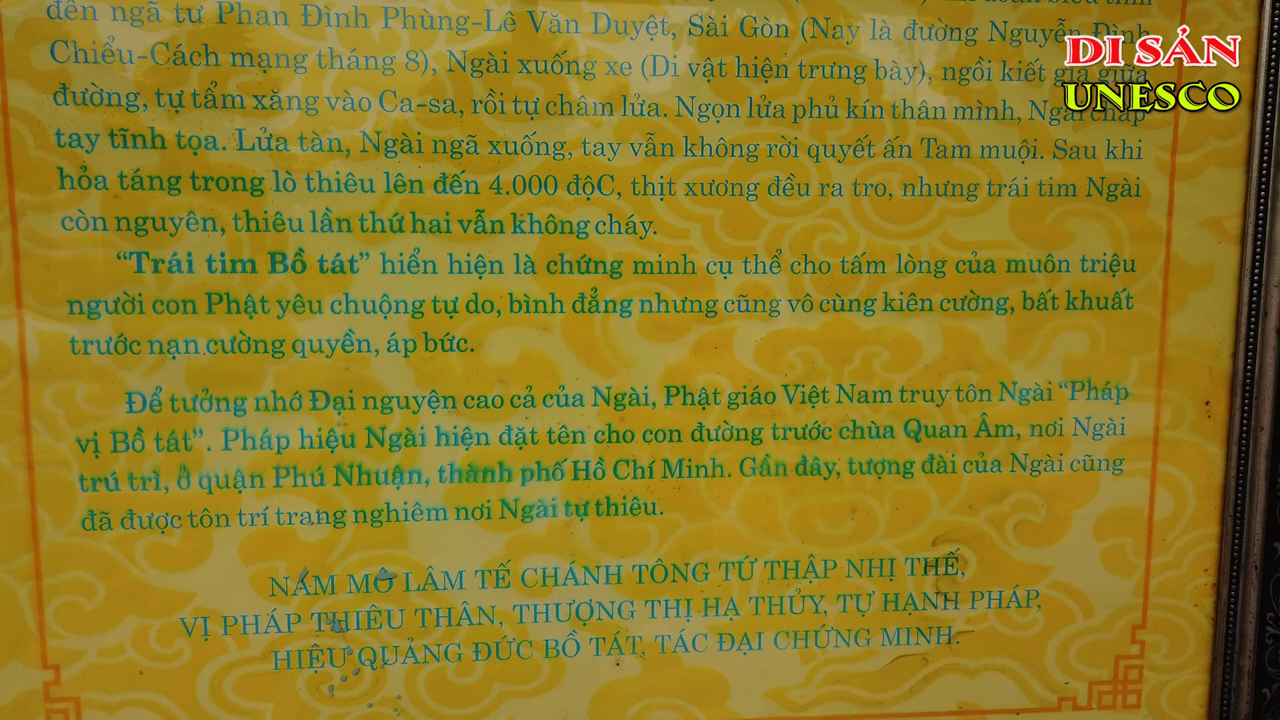 đến ngã tư Phan Đình Phùng-Lê Văn Duyệt, Sài Gòn (Nay là đường Nguyễn Đình
Chiểu-Cách mạng tháng 8), Ngài xuống xe (Di vật hiện trưng bày), ngồi kiết già giữa
đường, tự tẩm xăng vào Ca-sa, rồi tự châm lửa. Ngọn lửa phủ kín thân mình, Ngài chắp
tay tĩnh tọa. Lửa tàn, Ngài ngã xuống, tay vẫn không rời quyết ấn Tam muội. Sau khi
hỏa táng trong lò thiêu lên đến 4.000 độC, thịt xương đều ra tro, nhưng trái tim Ngài
còn nguyên, thiêu lần thứ hai vẫn không cháy.
“Trái tim Bồ tát” hiển hiện là chứng minh cụ thể cho tấm lòng của muôn triệu
người con Phật yêu chuộng tự do, bình đẳng nhưng cũng vô cùng kiên cường, bất khuất
trước nạn cường quyền, áp bức.
Để tưởng nhớ Đại nguyện cao cả của Ngài, Phật giáo Việt Nam truy tôn Ngài “Pháp
vị Bồ tát”. Pháp hiệu Ngài hiện đặt tên cho con đường trước chùa Quan Âm, nơi Ngài
trú trì, ở quận Phú Nhuận, thành phố Hồ Chí Minh. Gần đây, tượng đài của Ngài cũng
đã được tôn trí trang nghiêm nơi Ngài tự thiêu.
NÁM MÔ LÂM TẾ CHÁNH TÔNG TỨ THẬP NHỊ THẾ,
VỊ PHÁP THIÊU THÂN, THƯỢNG THỊ HẠ THỦY, TỰ HẠNH PHÁP,
HIỆU QUẢNG ĐỨC BỒ TÁT, TÁC ĐẠI CHỨNG MINH.
DI SẢN
UNESCO